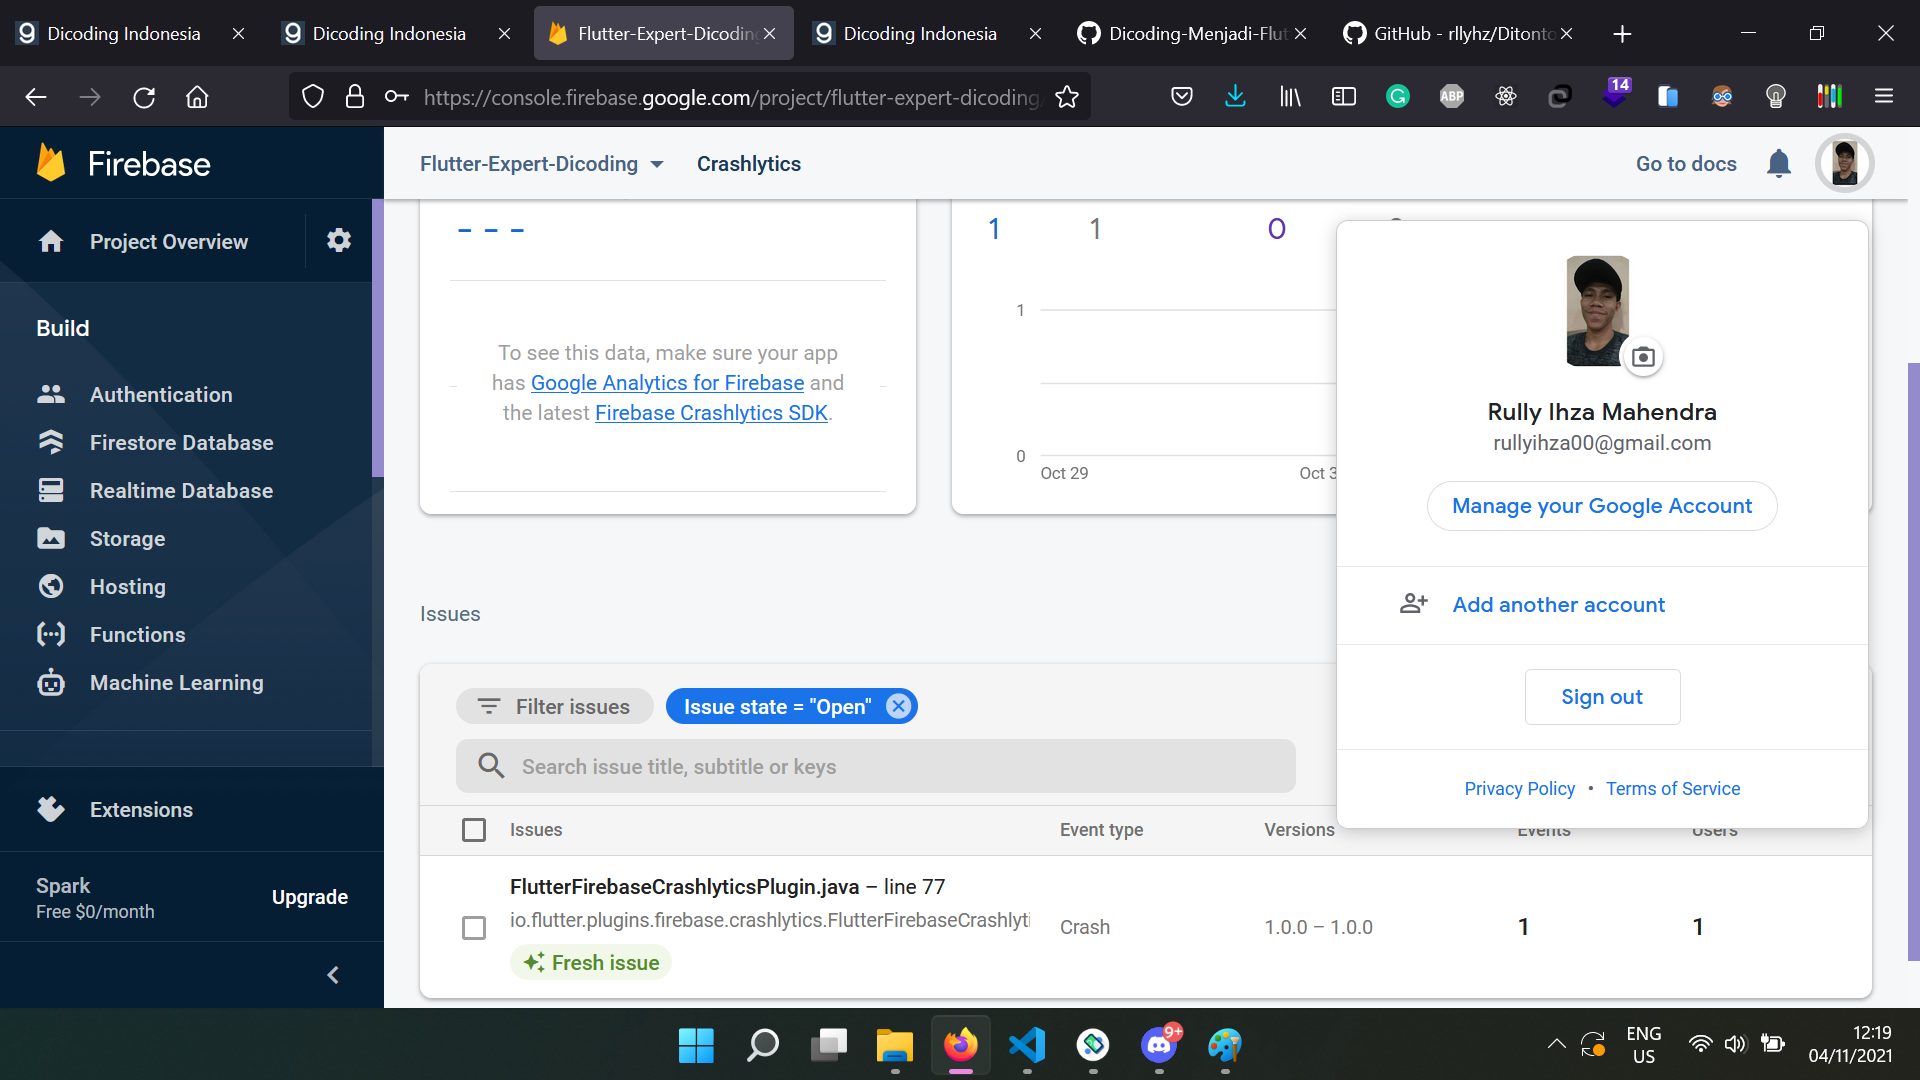 Dicoding Indonesia
Dicoding Indonesia
Flutter-Expert-Dicoding
Dicoding Indonesia
Dicoding-Menjadi-Flut
GitHub - rllyhz/Ditonto
https://console.firebase.google.com/project/flutter-expert-dicoding/
ABP
14
Firebase
Flutter-Expert-Dicoding
Crashlytics
Go to docs
Project Overview
Build
Authentication
Firestore Database
Realtime Database
Storage
Hosting
Functions
Machine Learning
Extensions
Spark
Free $0/month
Upgrade
- - -
To see this data, make sure your app
has Google Analytics for Firebase and
the latest Firebase Crashlytics SDK.
1 1 0
1
0
Oct 29
Oct 3
Rully Ihza Mahendra
rullyihza00@gmail.com
Manage your Google Account
Add another account
Sign out
Privacy Policy • Terms of Service
Issues
Filter issues
Issue state = "Open"
Search issue title, subtitle or keys
Issues Event type Versions Events Users
FlutterFirebaseCrashlyticsPlugin.java – line 77
io.flutter.plugins.firebase.crashlytics.FlutterFirebaseCrashlyti
Crash
1.0.0 – 1.0.0
1
1
Fresh issue
9+
ENG
US
12:19
04/11/2021